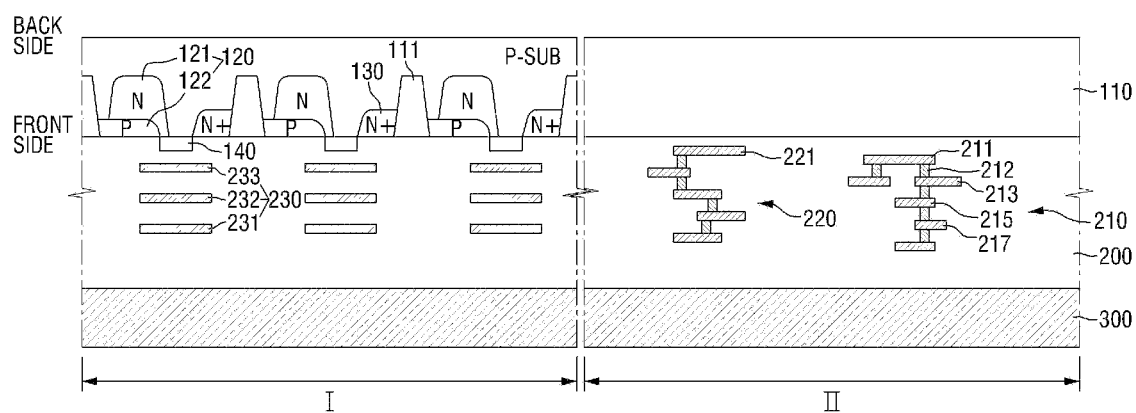 BACK
SIDE
121 120
122
111
P-SUB
130
N
N
N
P
N+
P
N+
P
N+
110
FRONT
SIDE
140
233
232 230
231
221
220
211
212
213
215
217
210
200
300
I
II